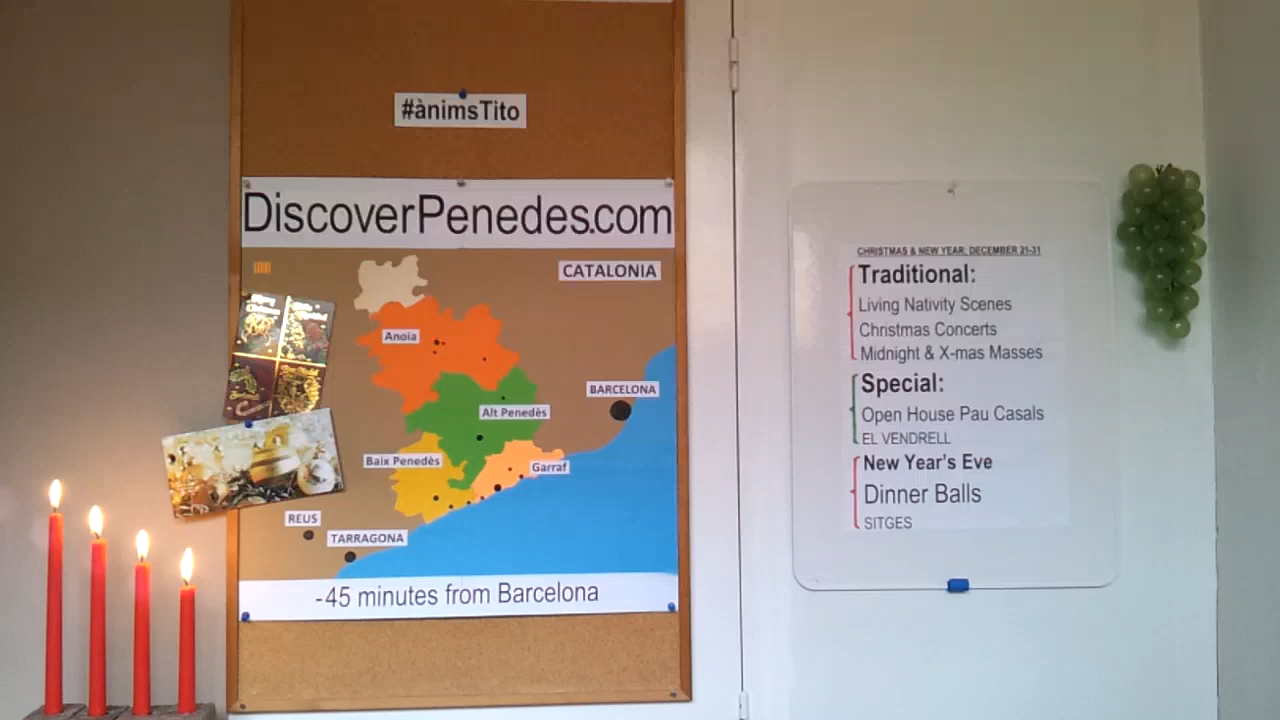 #ànimsTito
DiscoverPenedes.com
CATALONIA
Anoia
BARCELONA
Alt Penedès
Baix Penedès
Garraf
REUS
TARRAGONA
-45 minutes from Barcelona
CHRISTMAS & NEW YEAR; DECEMBER 21-31
Traditional:
Living Nativity Scenes
Christmas Concerts
Midnight & X-mas Masses
Special:
Open House Pau Casals
EL VENDRELL
New Year's Eve
Dinner Balls
SITGES